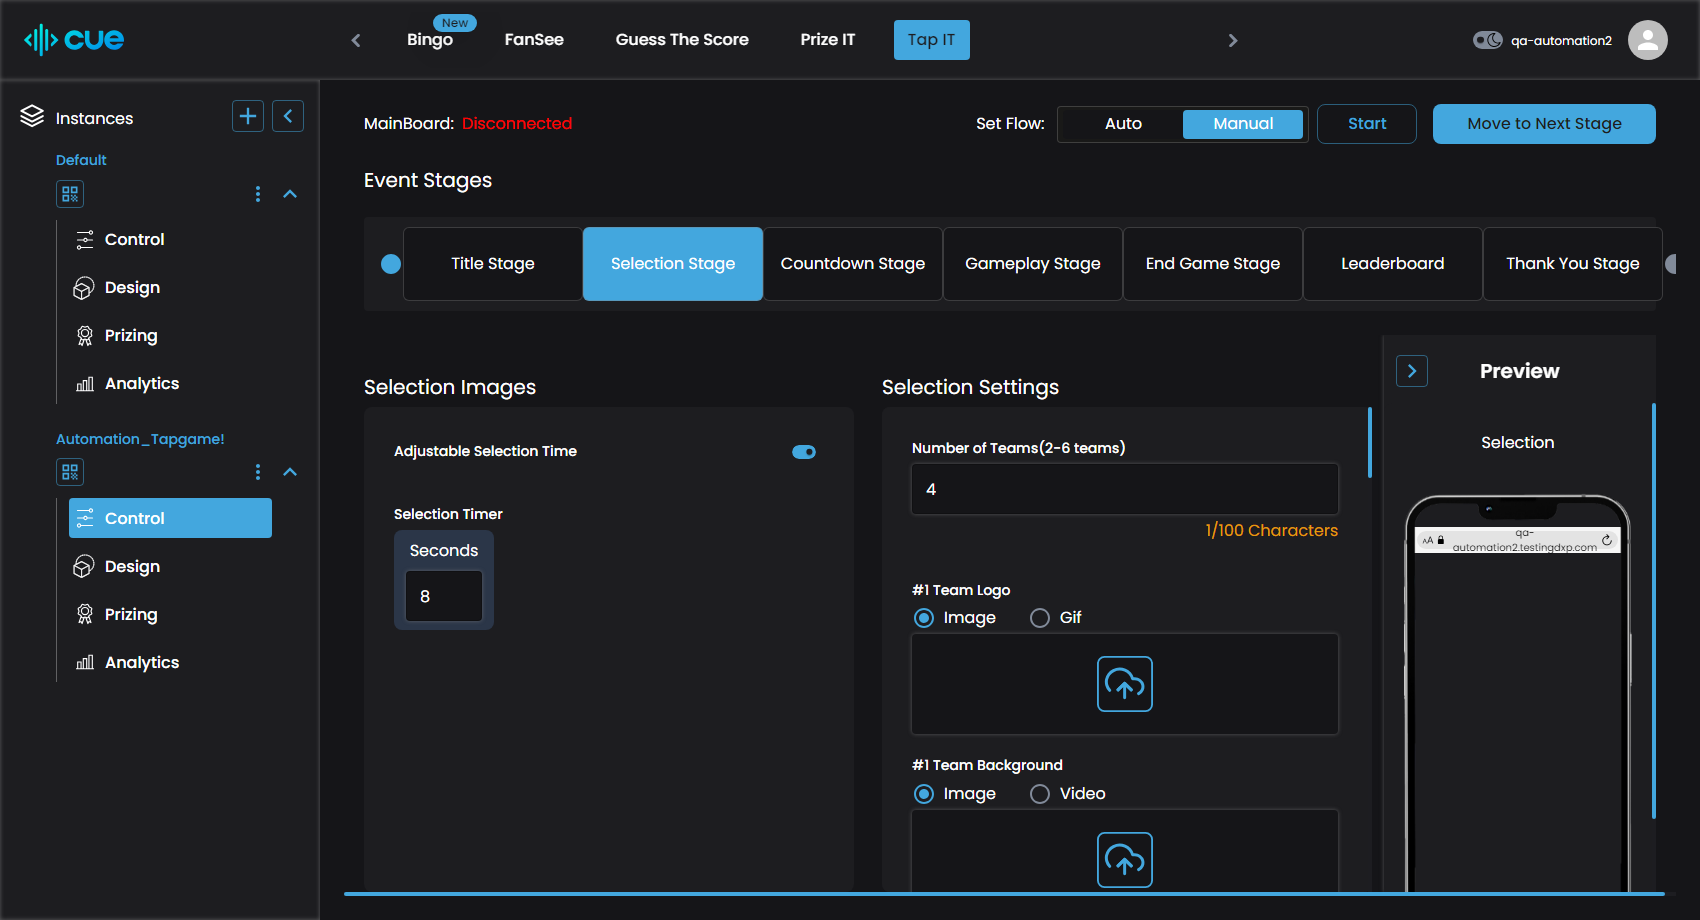 cue
New
Bingo
FanSee
Guess The Score
Prize IT
Tap IT
qa-automation2
Instances
Default
Control
Design
Prizing
Analytics
Automation_Tapgame!
Control
Design
Prizing
Analytics
MainBoard: Disconnected
Set Flow:
Auto
Manual
Start
Move to Next Stage
Event Stages
Title Stage
Selection Stage
Countdown Stage
Gameplay Stage
End Game Stage
Leaderboard
Thank You Stage
Selection Images
Adjustable Selection Time
Selection Timer
Seconds
8
Selection Settings
Number of Teams(2-6 teams)
4
1/100 Characters
#1 Team Logo
Image
Gif
#1 Team Background
Image
Video
Preview
Selection
AA
qa-
automation2.testingdxp.com